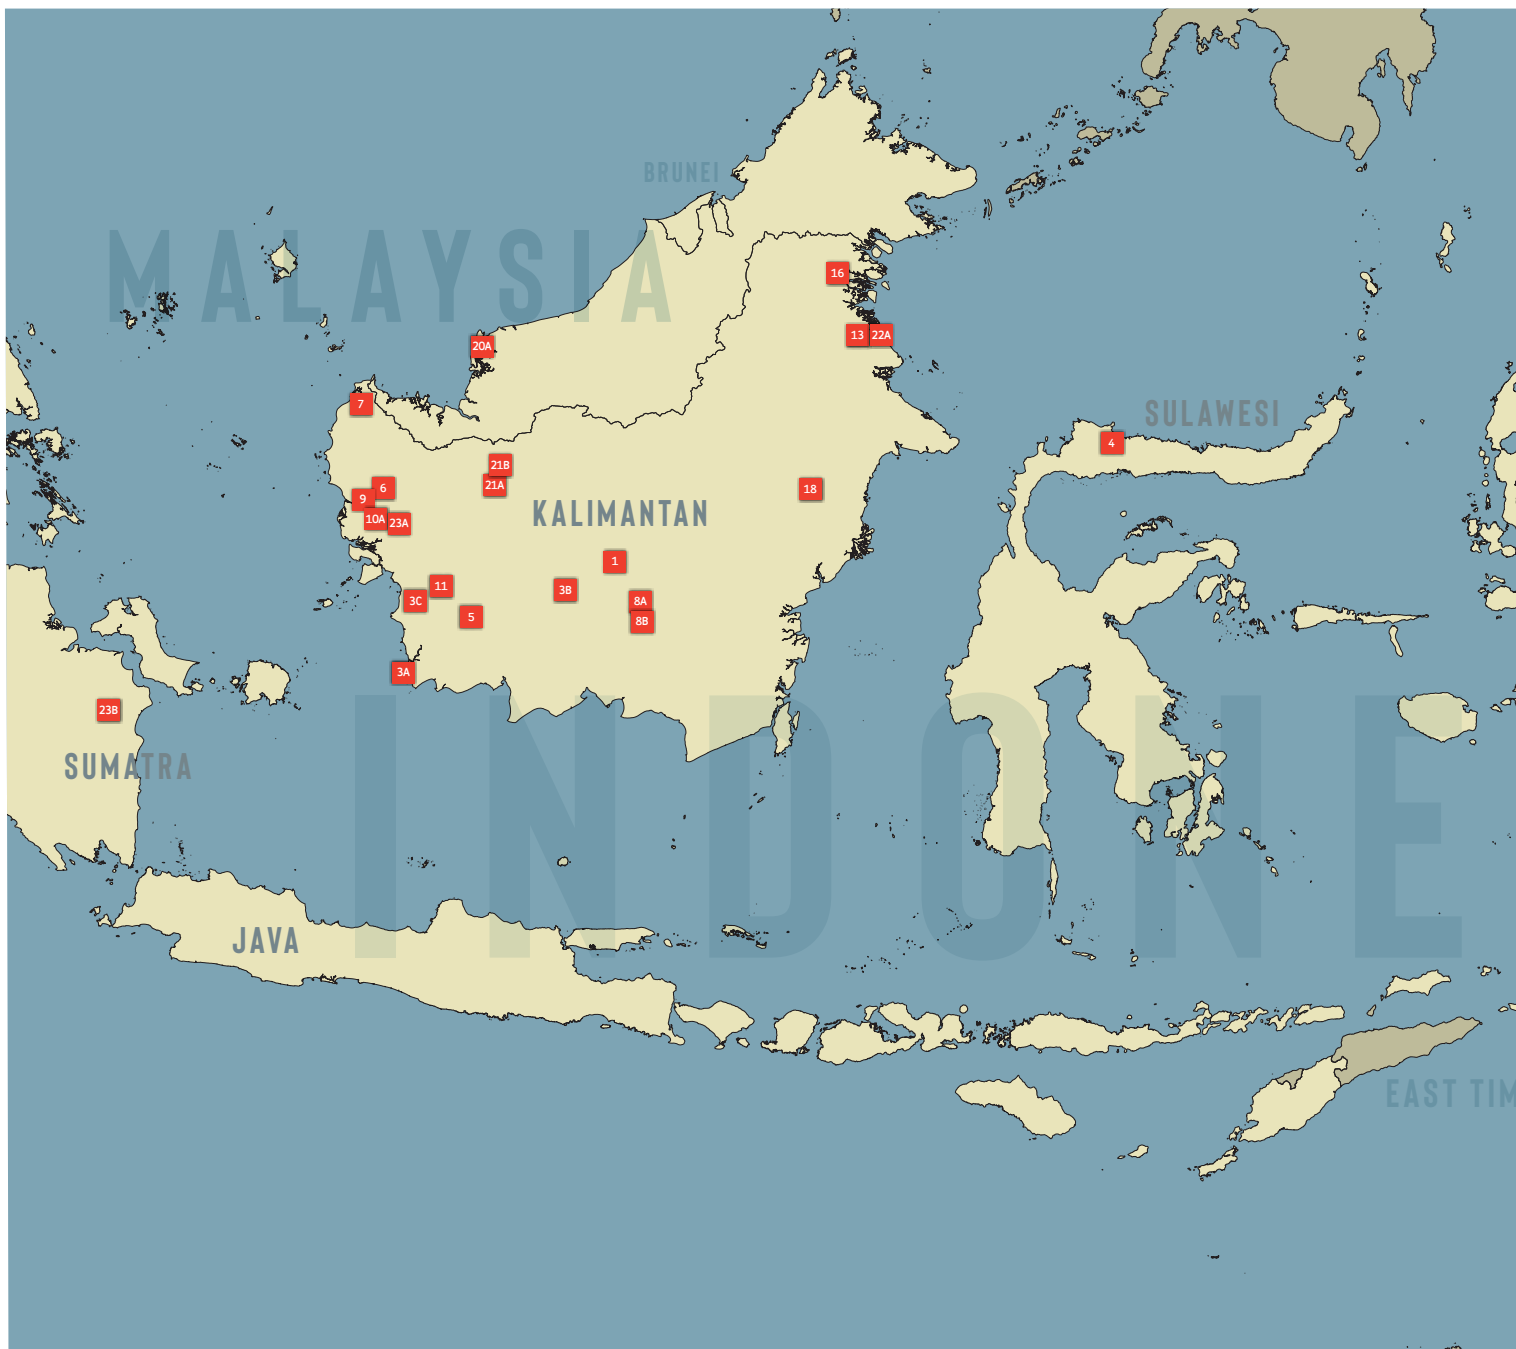 BRUNEI
MALAYSIA
16
13
22A
20A
7
SULAWESI
4
21B
21A
6
9
18
KALIMANTAN
10A
23A
1
11
3B
3C
8A
5
8B
3A
23B
INDONE
SUMATRA
JAVA
EAST TIM